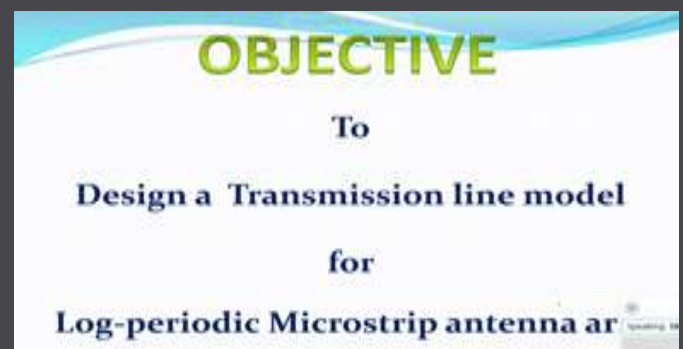 OBJECTIVE
To
Design a Transmission line model
for
Log-periodic Microstrip antenna ar